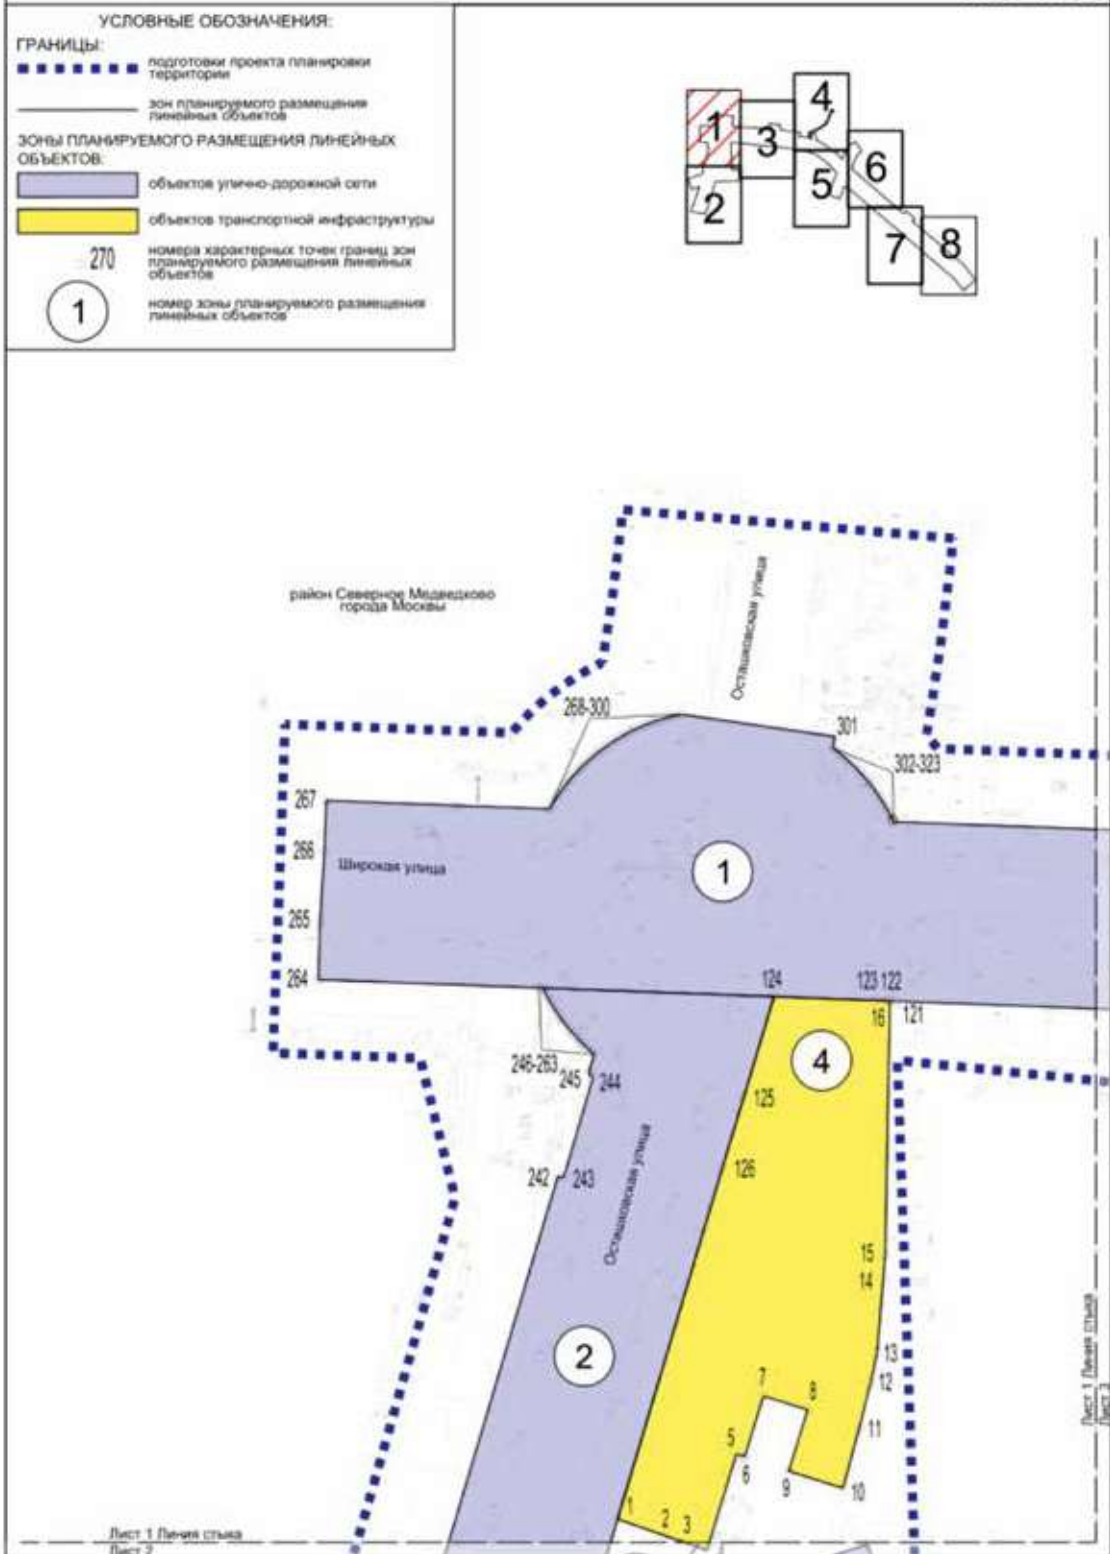 УСЛОВНЫЕ ОБОЗНАЧЕНИЯ:
ГРАНИЦЫ:
подготовки проекта планировки
территории
зон планируемого размещения
линейных объектов
ЗОНЫ ПЛАНИРУЕМОГО РАЗМЕЩЕНИЯ ЛИНЕЙНЫХ
ОБЪЕКТОВ:
объектов улично-дорожной сети
объектов транспортной инфраструктуры
270
номера характерных точек границ зон
планируемого размещения линейных
объектов
1
номер зоны планируемого размещения
линейных объектов
1
2
3
4
5
6
7
8
район Северное Медведково
города Москвы
Осташковская улица
268-300
301
302-323
267
266
Широкая улица
265
264
1
124
123 122
16
121
4
246-263
245
244
125
126
242
243
Осташковская улица
15
14
13
12
2
7
8
11
5
6
9
10
1
2
3
Лист 1 Линия стыка
Лист 3
Лист 1 Линия стыка
Лист 2